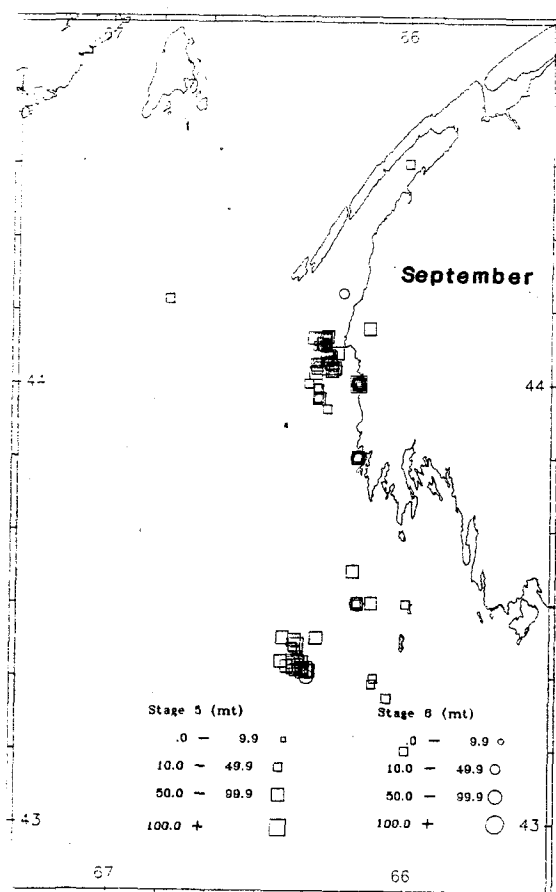 67 66
September
44 44
Stage 5 (mt) Stage 6 (mt)
.0 - 9.9 .0 - 9.9
10.0 - 49.9 10.0 - 49.9
50.0 - 99.9 50.0 - 99.9
100.0 + 100.0 +
43 43
67 66